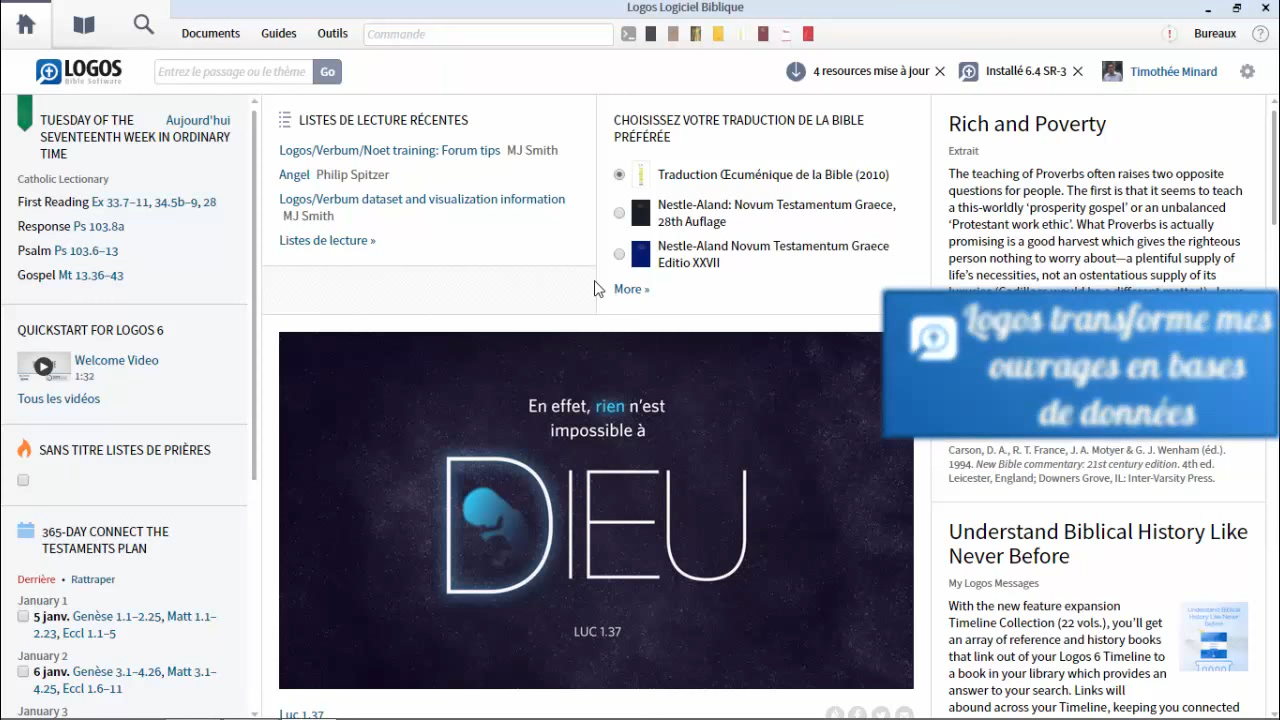 Logos Logiciel Biblique
Documents Guides Outils Commande Bureaux
LOGOS
Bible Software
Entrez le passage ou le thème Go
4 resources mise à jour
Installé 6.4 SR-3
Timothée Minard
TUESDAY OF THE
SEVENTEENTH WEEK IN ORDINARY
TIME
Aujourd'hui
Catholic Lectionary
First Reading Ex 33.7–11, 34.5b–9, 28
Response Ps 103.8a
Psalm Ps 103.6–13
Gospel Mt 13.36–43
QUICKSTART FOR LOGOS 6
Welcome Video
1:32
Tous les vidéos
SANS TITRE LISTES DE PRIÈRES
365-DAY CONNECT THE
TESTAMENTS PLAN
Derrière • Rattraper
January 1
5 janv. Genèse 1.1–2.25, Matt 1.1–
2.23, Eccl 1.1–5
January 2
6 janv. Genèse 3.1–4.26, Matt 3.1–
4.25, Eccl 1.6–11
January 3
LISTES DE LECTURE RÉCENTES
Logos/Verbum/Noet training: Forum tips MJ Smith
Angel Philip Spitzer
Logos/Verbum dataset and visualization information
MJ Smith
Listes de lecture »
CHOISISSEZ VOTRE TRADUCTION DE LA BIBLE
PRÉFÉRÉE
Traduction Œcuménique de la Bible (2010)
Nestle-Aland: Novum Testamentum Graece,
28th Auflage
Nestle-Aland Novum Testamentum Graece
Editio XXVII
More »
En effet, rien n’est
impossible à
DIEU
LUC 1.37
Luc 1.37
Rich and Poverty
Extrait
The teaching of Proverbs often raises two opposite
questions for people. The first is that it seems to teach
a this-worldly ‘prosperity gospel’ or an unbalanced
‘Protestant work ethic’. What Proverbs is actually
promising is a good harvest which gives the righteous
person nothing to worry about—a plentiful supply of
life’s necessities, not an ostentatious supply of its
Logos transforme mes
ouvrages en bases
de données
Carson, D. A., R. T. France, J. A. Motyer & G. J. Wenham (éd.).
1994. New Bible commentary: 21st century edition. 4th ed.
Leicester, England; Downers Grove, IL: Inter-Varsity Press.
Understand Biblical History Like
Never Before
My Logos Messages
With the new feature expansion
Timeline Collection (22 vols.), you’ll get
an array of reference and history books
that link out of your Logos 6 Timeline to
a book in your library which provides an
answer to your search. Links will
abound across your Timeline, keeping you connected